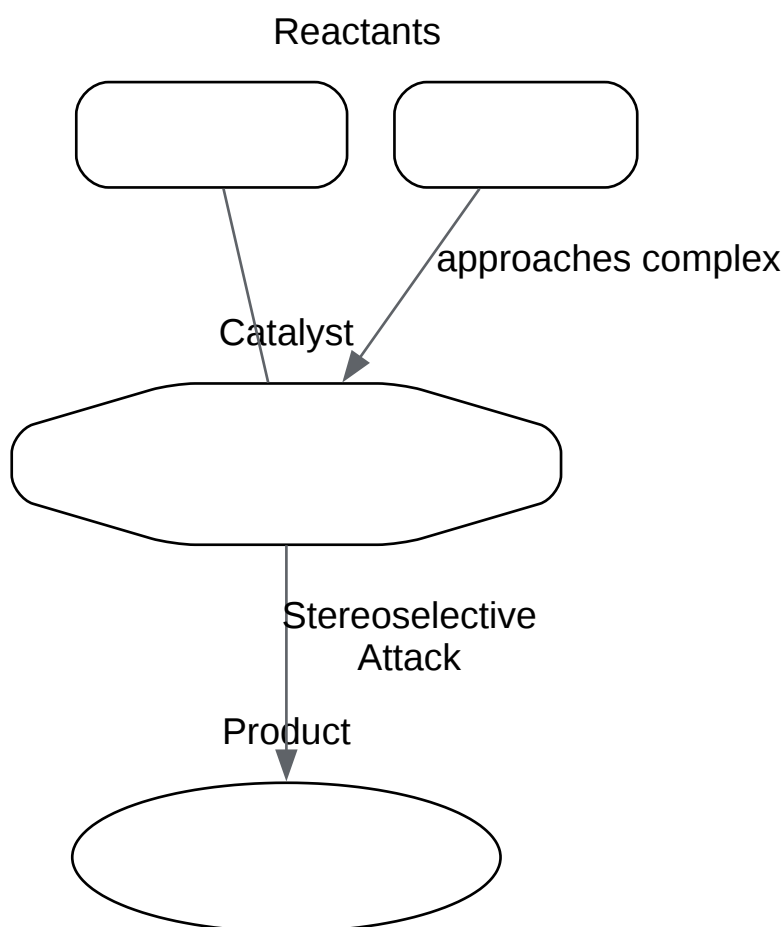 Reactants
approaches complex
Catalyst
Stereoselective
Attack
Product